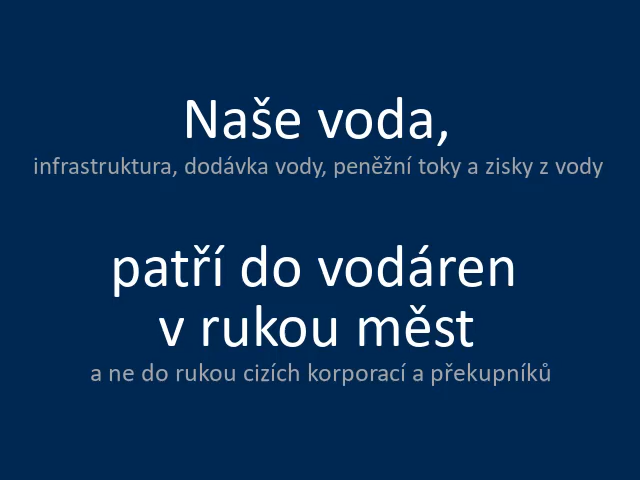 Naše voda,
infrastruktura, dodávka vody, peněžní toky a zisky z vody
patří do vodáren
v rukou měst
a ne do rukou cizích korporací a překupníků